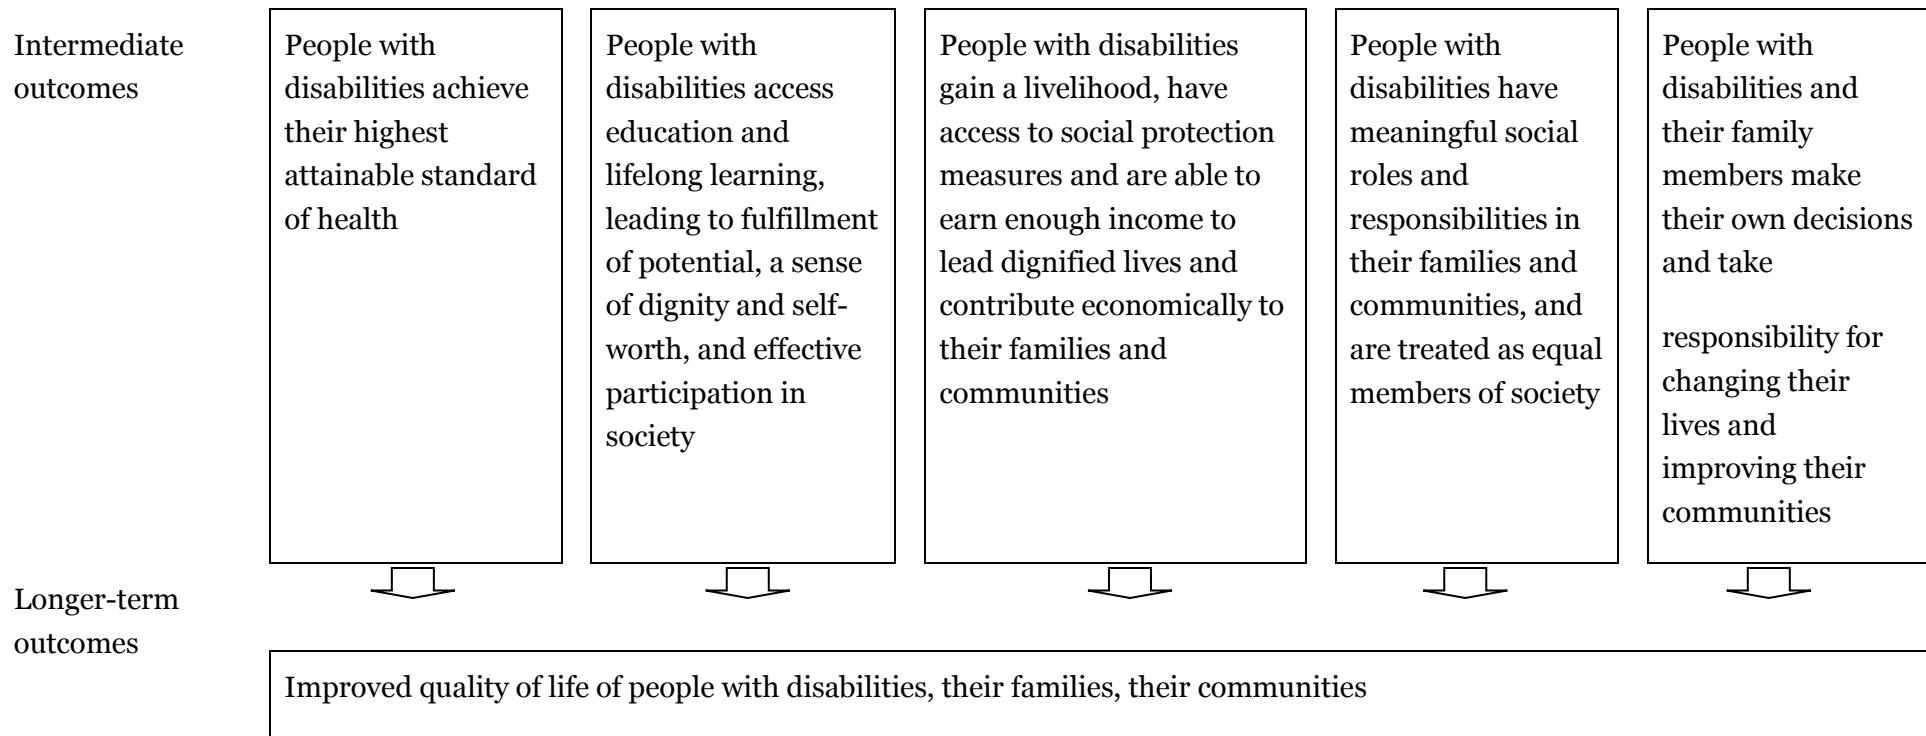 Intermediate
outcomes
People with
disabilities achieve
their highest
attainable standard
of health
People with
disabilities access
education and
lifelong learning,
leading to fulfillment
of potential, a sense
of dignity and self-
worth, and effective
participation in
society
People with disabilities
gain a livelihood, have
access to social protection
measures and are able to
earn enough income to
lead dignified lives and
contribute economically to
their families and
communities
People with
disabilities have
meaningful social
roles and
responsibilities in
their families and
communities, and
are treated as equal
members of society
People with
disabilities and
their family
members make
their own decisions
and take
responsibility for
changing their
lives and
improving their
communities
Longer-term
outcomes
Improved quality of life of people with disabilities, their families, their communities